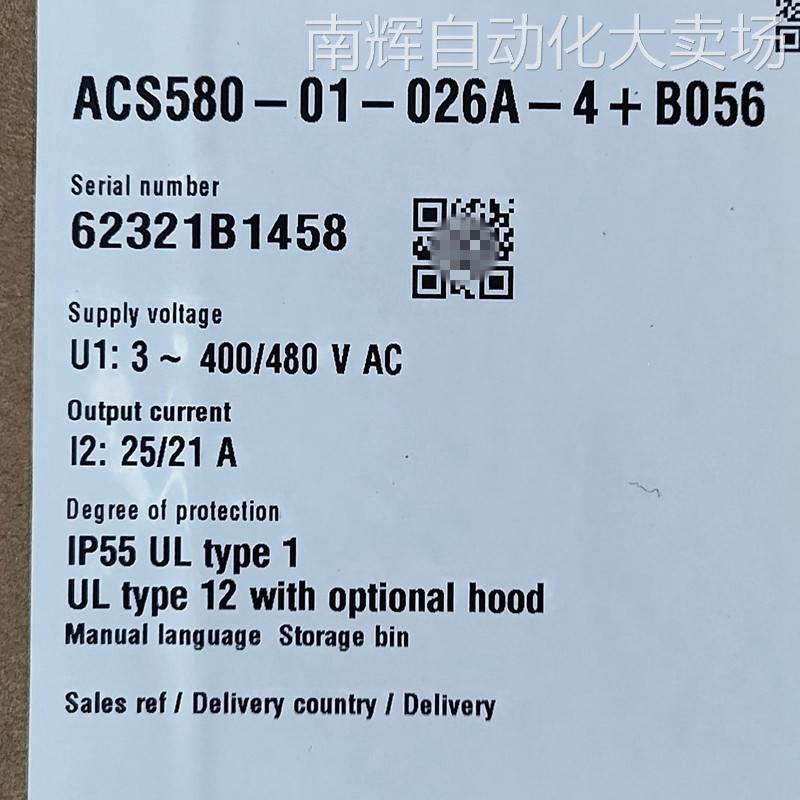 南辉自动化大卖场
ACS580-01-026A-4+B056
Serial number
62321B1458
Supply voltage
U1: 3 ~ 400/480 V AC
Output current
I2: 25/21 A
Degree of protection
IP55 UL type 1
UL type 12 with optional hood
Manual language Storage bin
Sales ref / Delivery country / Delivery